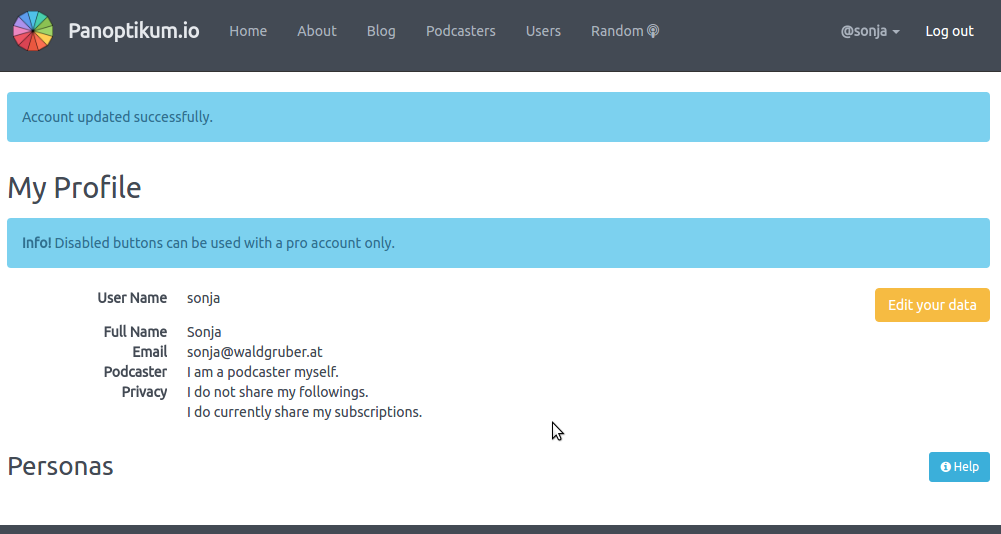 Panoptikum.io Home About Blog Podcasters Users Random @sonja Log out
Account updated successfully.
My Profile
Info! Disabled buttons can be used with a pro account only.
User Name sonja Edit your data
Full Name Sonja
Email sonja@waldgruber.at
Podcaster I am a podcaster myself.
Privacy I do not share my followings.
I do currently share my subscriptions.
Personas Help